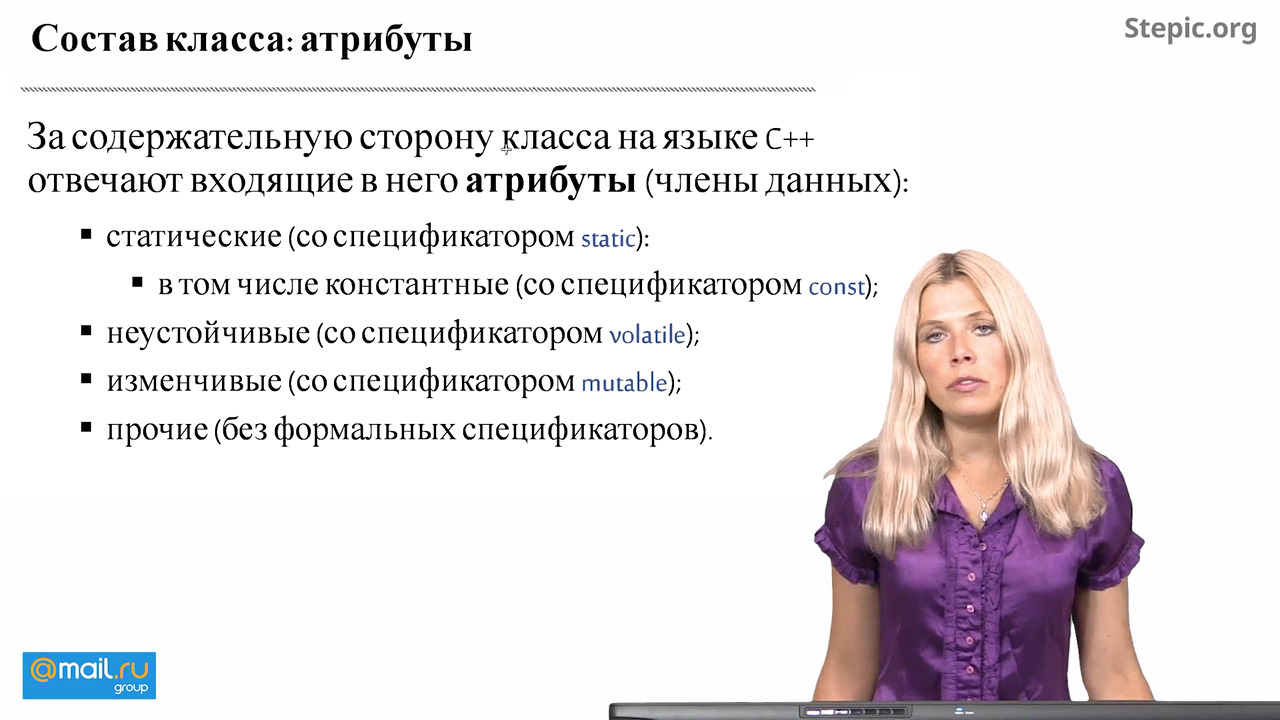 Состав класса: атрибуты
Stepic.org
За содержательную сторону класса на языке C++
отвечают входящие в него атрибуты (члены данных):
▪ статические (со спецификатором static):
▪ в том числе константные (со спецификатором const);
▪ неустойчивые (со спецификатором volatile);
▪ изменчивые (со спецификатором mutable);
▪ прочие (без формальных спецификаторов).
@mail.ru
group